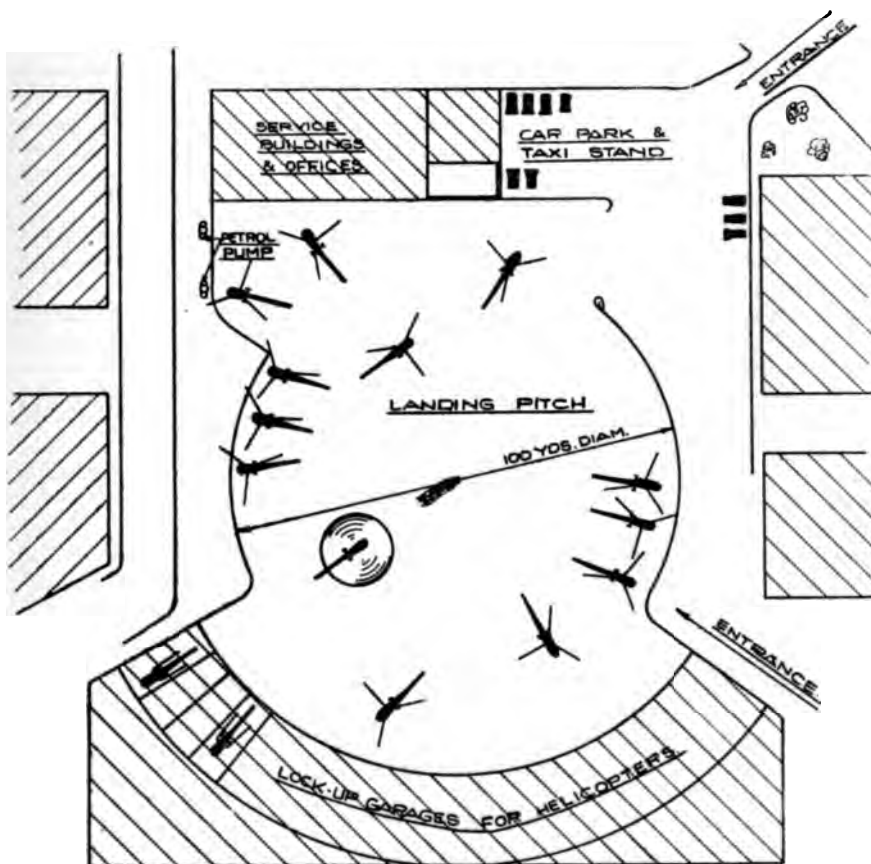 ENTRANCE
SERVICE
BUILDINGS
& OFFICES.
CAR PARK &
TAXI STAND
PETROL
PUMP
LANDING PITCH
100 YDS. DIAM.
ENTRANCE.
LOCK-UP GARAGES FOR HELICOPTERS.